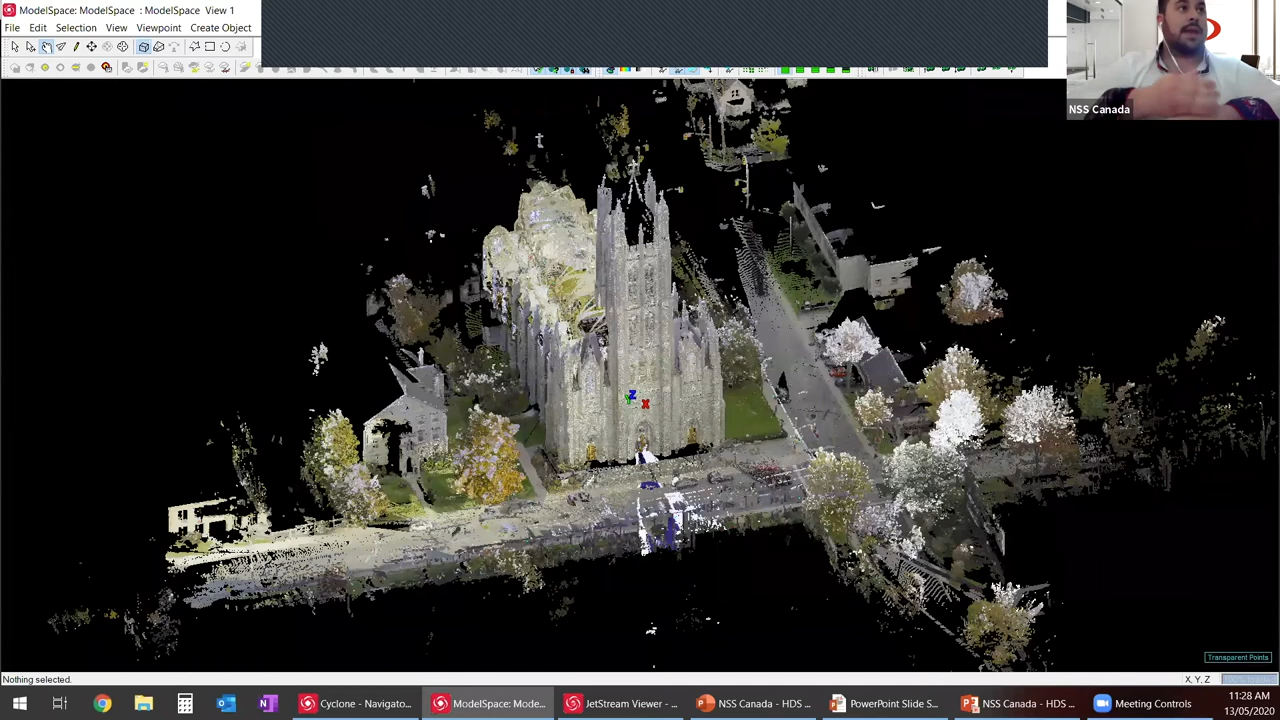 ModelSpace: ModelSpace : ModelSpace View 1
File Edit Selection View Viewpoint Create Object
NSS Canada
Z
Y
X
Transparent Points
Nothing selected.
X, Y, Z
Cyclone - Navigato...
ModelSpace: Mode...
JetStream Viewer - ...
NSS Canada - HDS ...
PowerPoint Slide S...
NSS Canada - HDS ...
Meeting Controls
11:28 AM
13/05/2020